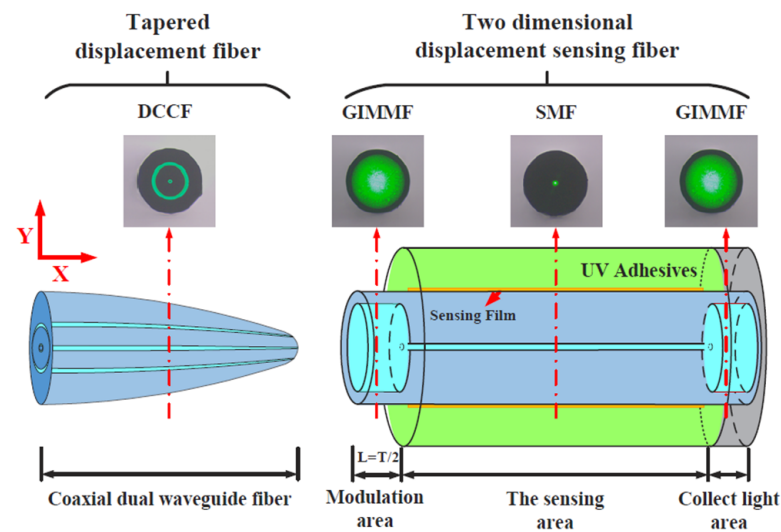 Tapered
displacement fiber
Two dimensional
displacement sensing fiber
DCCF
GIMMF
SMF
GIMMF
Y
X
UV Adhesives
Sensing Film
L=T/2
Coaxial dual waveguide fiber
Modulation
area
The sensing
area
Collect light
area